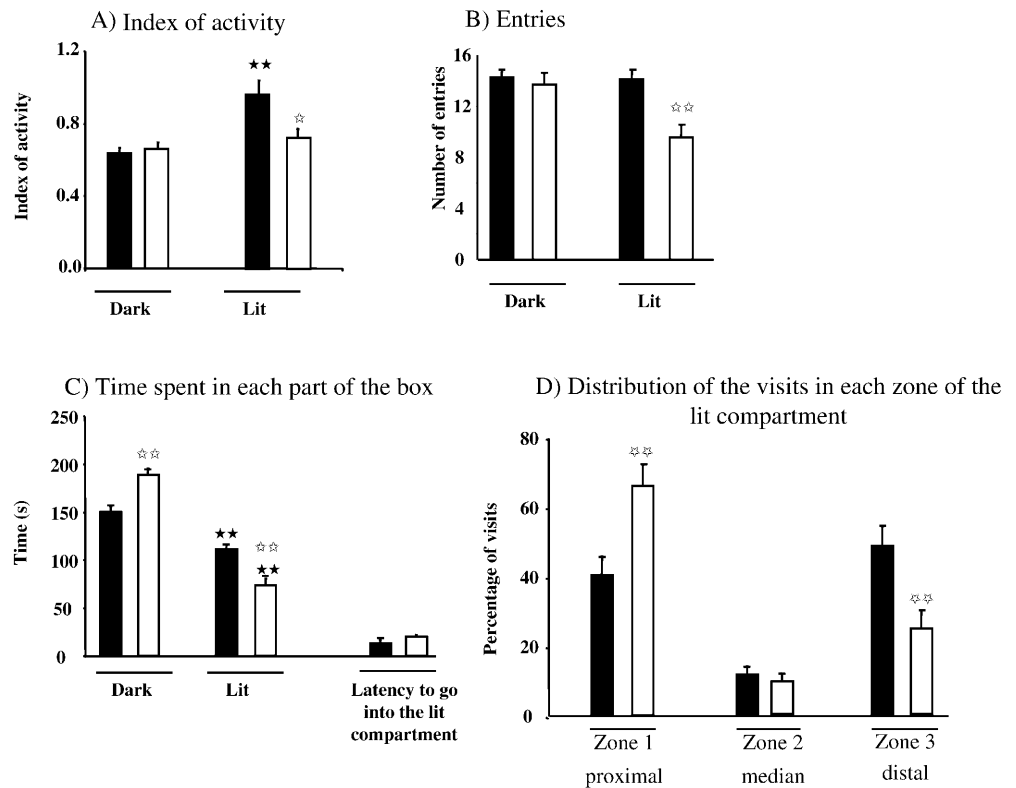 A) Index of activity
1.2
0.8
0.4
0.0
Index of activity
★★
☆
Dark
Lit
B) Entries
16
12
8
4
0
Number of entries
☆☆
Dark
Lit
C) Time spent in each part of the box
250
200
150
100
50
0
Time (s)
☆☆
★★
☆☆
★★
Dark
Lit
Latency to go
into the lit
compartment
D) Distribution of the visits in each zone of the
lit compartment
80
60
40
20
0
Percentage of visits
☆☆
☆☆
Zone 1
proximal
Zone 2
median
Zone 3
distal